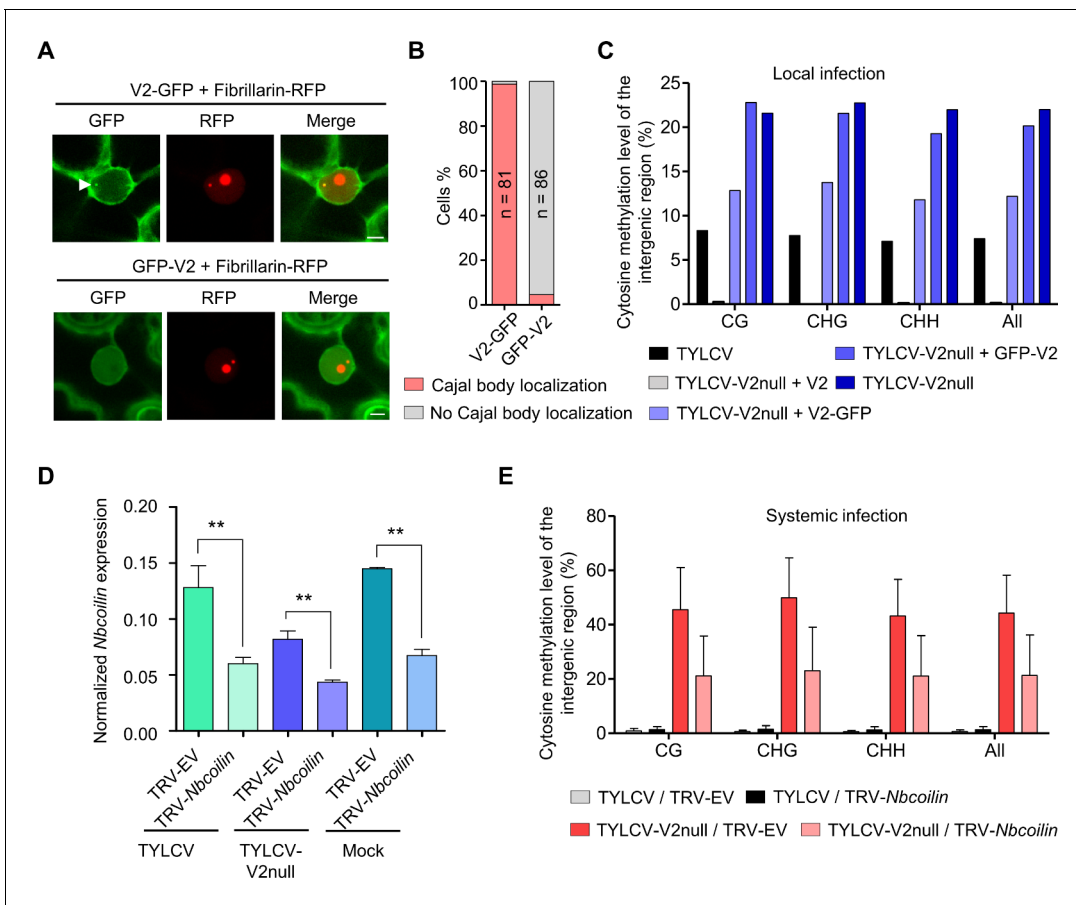 A
V2-GFP + Fibrillarin-RFP
GFP RFP Merge
GFP-V2 + Fibrillarin-RFP
GFP RFP Merge
B
Cells %
100
80
60
40
20
0
n = 81
n = 86
V2-GFP
GFP-V2
Cajal body localization
No Cajal body localization
C
Local infection
Cytosine methylation level of the
intergenic region (%)
25
20
15
10
5
0
CG CHG CHH All
TYLCV
TYLCV-V2null + V2
TYLCV-V2null + V2-GFP
TYLCV-V2null + GFP-V2
TYLCV-V2null
D
Normalized Nbcoilin expression
0.20
0.15
0.10
0.05
0.00
** ** **
TRV-EV
TRV-Nbcoilin
TRV-EV
TRV-Nbcoilin
TRV-EV
TRV-Nbcoilin
TYLCV
TYLCV-
V2null
Mock
E
Systemic infection
Cytosine methylation level of the
intergenic region (%)
80
60
40
20
0
CG CHG CHH All
TYLCV / TRV-EV
TYLCV / TRV-Nbcoilin
TYLCV-V2null / TRV-EV
TYLCV-V2null / TRV-Nbcoilin